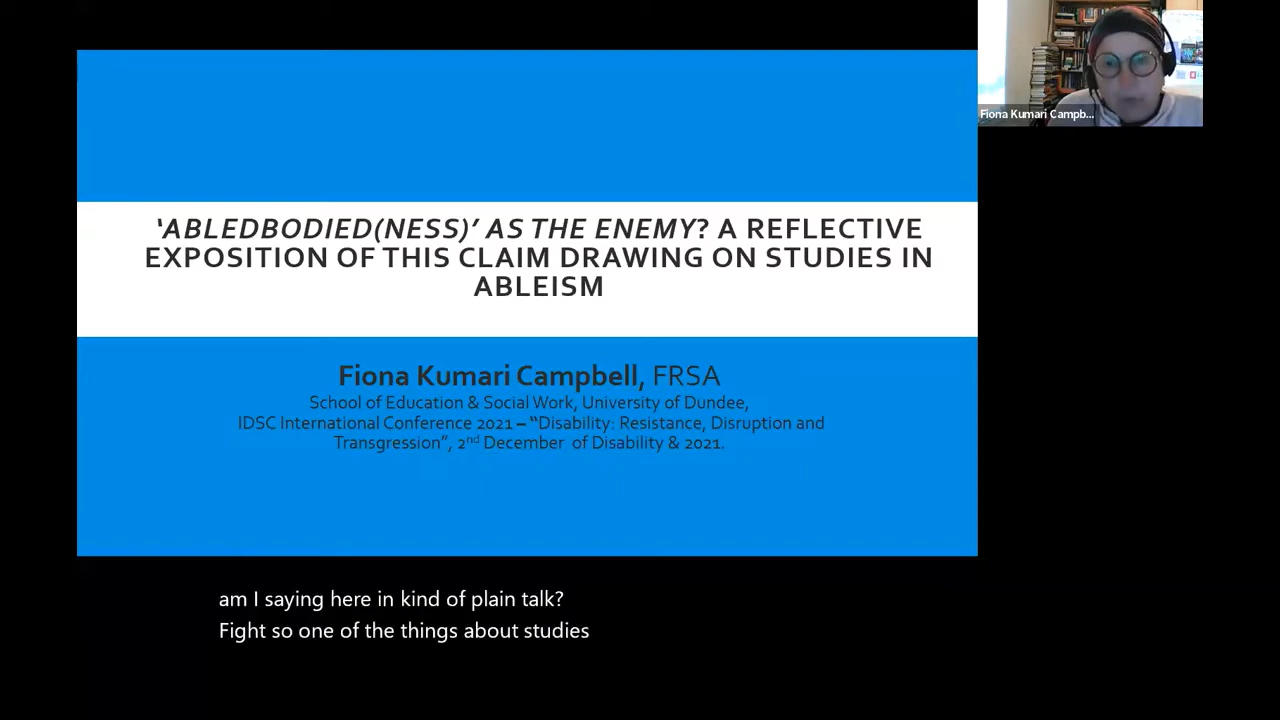 ‘ABLEDBODIED(NESS)’ AS THE ENEMY? A REFLECTIVE
EXPOSITION OF THIS CLAIM DRAWING ON STUDIES IN
ABLEISM
Fiona Kumari Campbell, FRSA
School of Education & Social Work, University of Dundee,
IDSC International Conference 2021 – “Disability: Resistance, Disruption and
Transgression”, 2nd December of Disability & 2021.
Fiona Kumari Campb...
am I saying here in kind of plain talk?
Fight so one of the things about studies